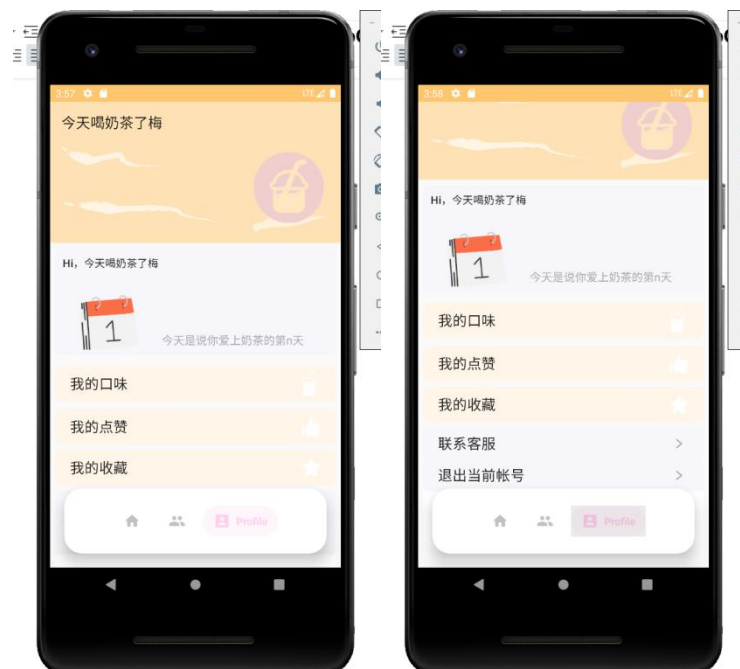 3:57
LTE
今天喝奶茶了梅
Hi，今天喝奶茶了梅
1
今天是说你爱上奶茶的第n天
我的口味
我的点赞
我的收藏
Profile
3:58
LTE
Hi，今天喝奶茶了梅
1
今天是说你爱上奶茶的第n天
我的口味
我的点赞
我的收藏
联系客服
退出当前帐号
Profile